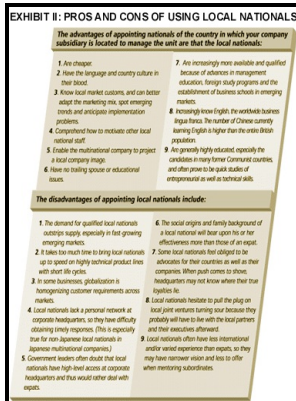 EXHIBIT II: PROS AND CONS OF USING LOCAL NATIONALS
The advantages of appointing nationals of the country in which your company
subsidiary is located to manage the unit are that the local nationals:
1. Are cheaper.
2. Have the language and country culture in
their blood.
3. Know local market customs, and can better
adapt the marketing mix, spot emerging
trends and anticipate implementation
problems.
4. Comprehend how to motivate other local
national staff.
5. Enable the multinational company to project
a local company image.
6. Have no trailing spouse or educational
issues.
7. Are increasingly more available and qualified
because of advances in management
education, foreign study programs and the
establishment of business schools in emerging
markets.
8. Increasingly know English, the worldwide business
lingua franca. The number of Chinese currently
learning English is higher than the entire British
population.
9. Are generally highly educated, especially the
candidates in many former Communist countries,
and often prove to be quick studies of
entrepreneurial as well as technical skills.
The disadvantages of appointing local nationals include:
1. The demand for qualified local nationals
outstrips supply, especially in fast-growing
emerging markets.
2. It takes too much time to bring local nationals
up to speed on highly technical product lines
with short life cycles.
3. In some businesses, globalization is
homogenizing customer requirements across
markets.
4. Local nationals lack a personal network at
corporate headquarters, so they have difficulty
obtaining timely responses. (This is especially
true for non Japanese local nationals in
Japanese multinational companies.)
5. Government leaders often doubt that local
nationals have high-level access at corporate
headquarters and thus would rather deal with
expats.
6. The social origins and family background of
a local national will bear upon his or her
effectiveness more than those of an expat.
7. Some local nationals feel obliged to be
advocates for their countries as well as their
companies. When push comes to shove,
headquarters may not know where their true
loyalties lie.
8. Local nationals hesitate to pull the plug on
local joint ventures turning sour because they
probably will have to live with the local partners
and their executives afterward.
9. Local nationals often have less international
and/or varied experience than expats, so they
may have narrower vision and less to offer
when mentoring subordinates.